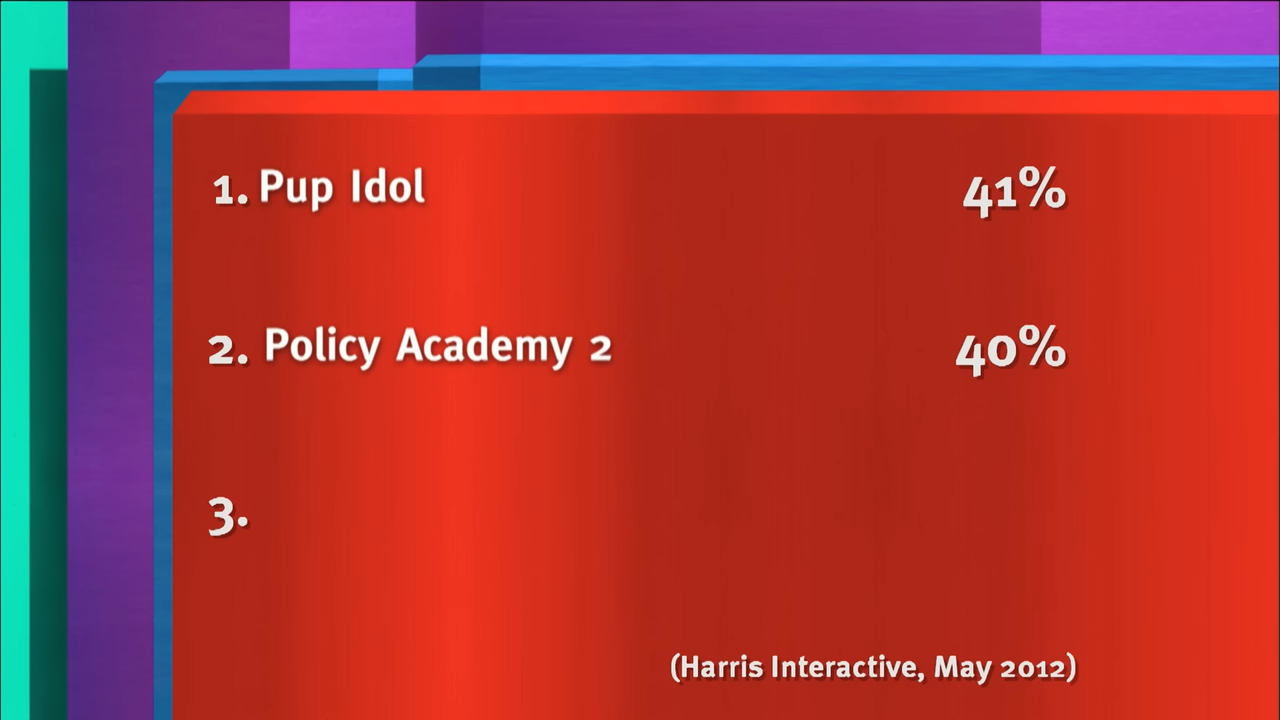 1. Pup Idol 41%
2. Policy Academy 2 40%
3.
(Harris Interactive, May 2012)